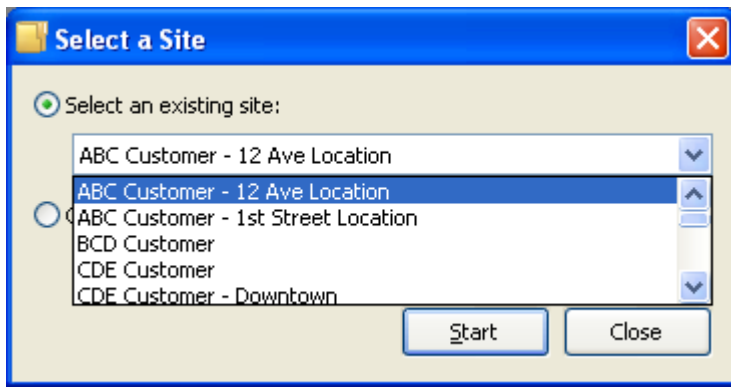 Select a Site
Select an existing site:
ABC Customer - 12 Ave Location
ABC Customer - 12 Ave Location
ABC Customer - 1st Street Location
BCD Customer
CDE Customer
CDE Customer - Downtown
Start
Close